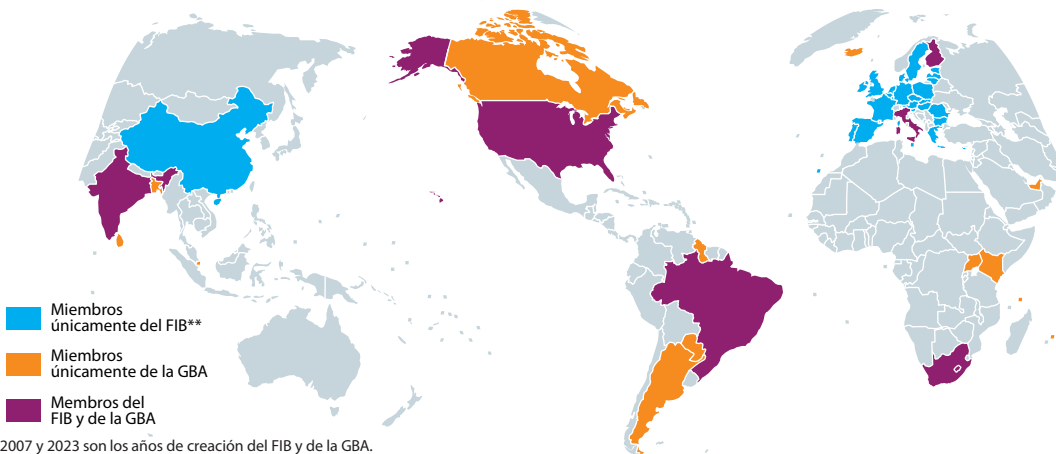 Miembros
únicamente del FIB**
Miembros
únicamente de la GBA
Membros del
FIB y de la GBA
2007 y 2023 son los años de creación del FIB y de la GBA.